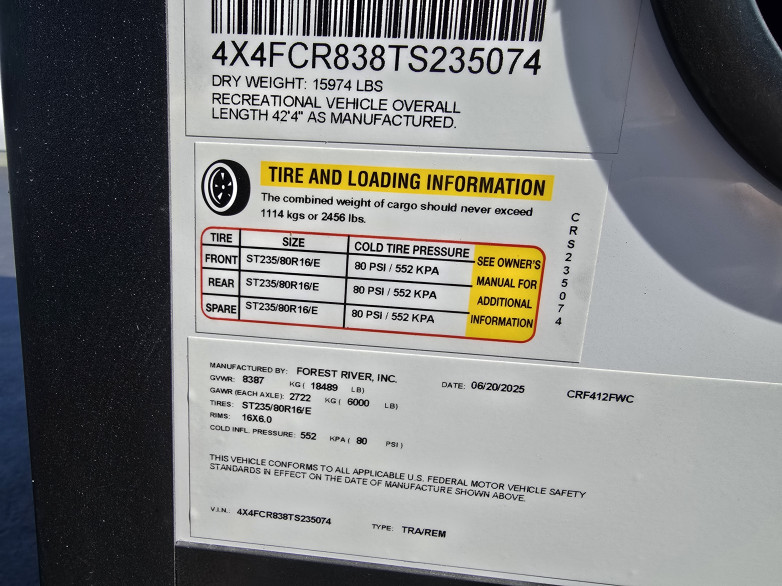 4X4FCR838TS235074
DRY WEIGHT: 15974 LBS
RECREATIONAL VEHICLE OVERALL
LENGTH 42'4" AS MANUFACTURED.
TIRE AND LOADING INFORMATION
The combined weight of cargo should never exceed
1114 kgs or 2456 lbs.
CRS235074
TIRE SIZE COLD TIRE PRESSURE SEE OWNER'S
FRONT ST235/80R16/E 80 PSI / 552 KPA MANUAL FOR
REAR ST235/80R16/E 80 PSI / 552 KPA ADDITIONAL
SPARE ST235/80R16/E 80 PSI / 552 KPA INFORMATION
MANUFACTURED BY: FOREST RIVER, INC. DATE: 06/20/2025 CRF412FWC
GVWR: 8387 KG ( 18489 LB)
GAWR (EACH AXLE): 2722 KG ( 6000 LB)
TIRES: ST235/80R16/E
RIMS: 16X6.0
COLD INFL. PRESSURE: 552 KPA ( 80 PSI )
THIS VEHICLE CONFORMS TO ALL APPLICABLE U.S. FEDERAL MOTOR VEHICLE SAFETY
STANDARDS IN EFFECT ON THE DATE OF MANUFACTURE SHOWN ABOVE.
V.I.N.: 4X4FCR838TS235074 TYPE: TRA/REM